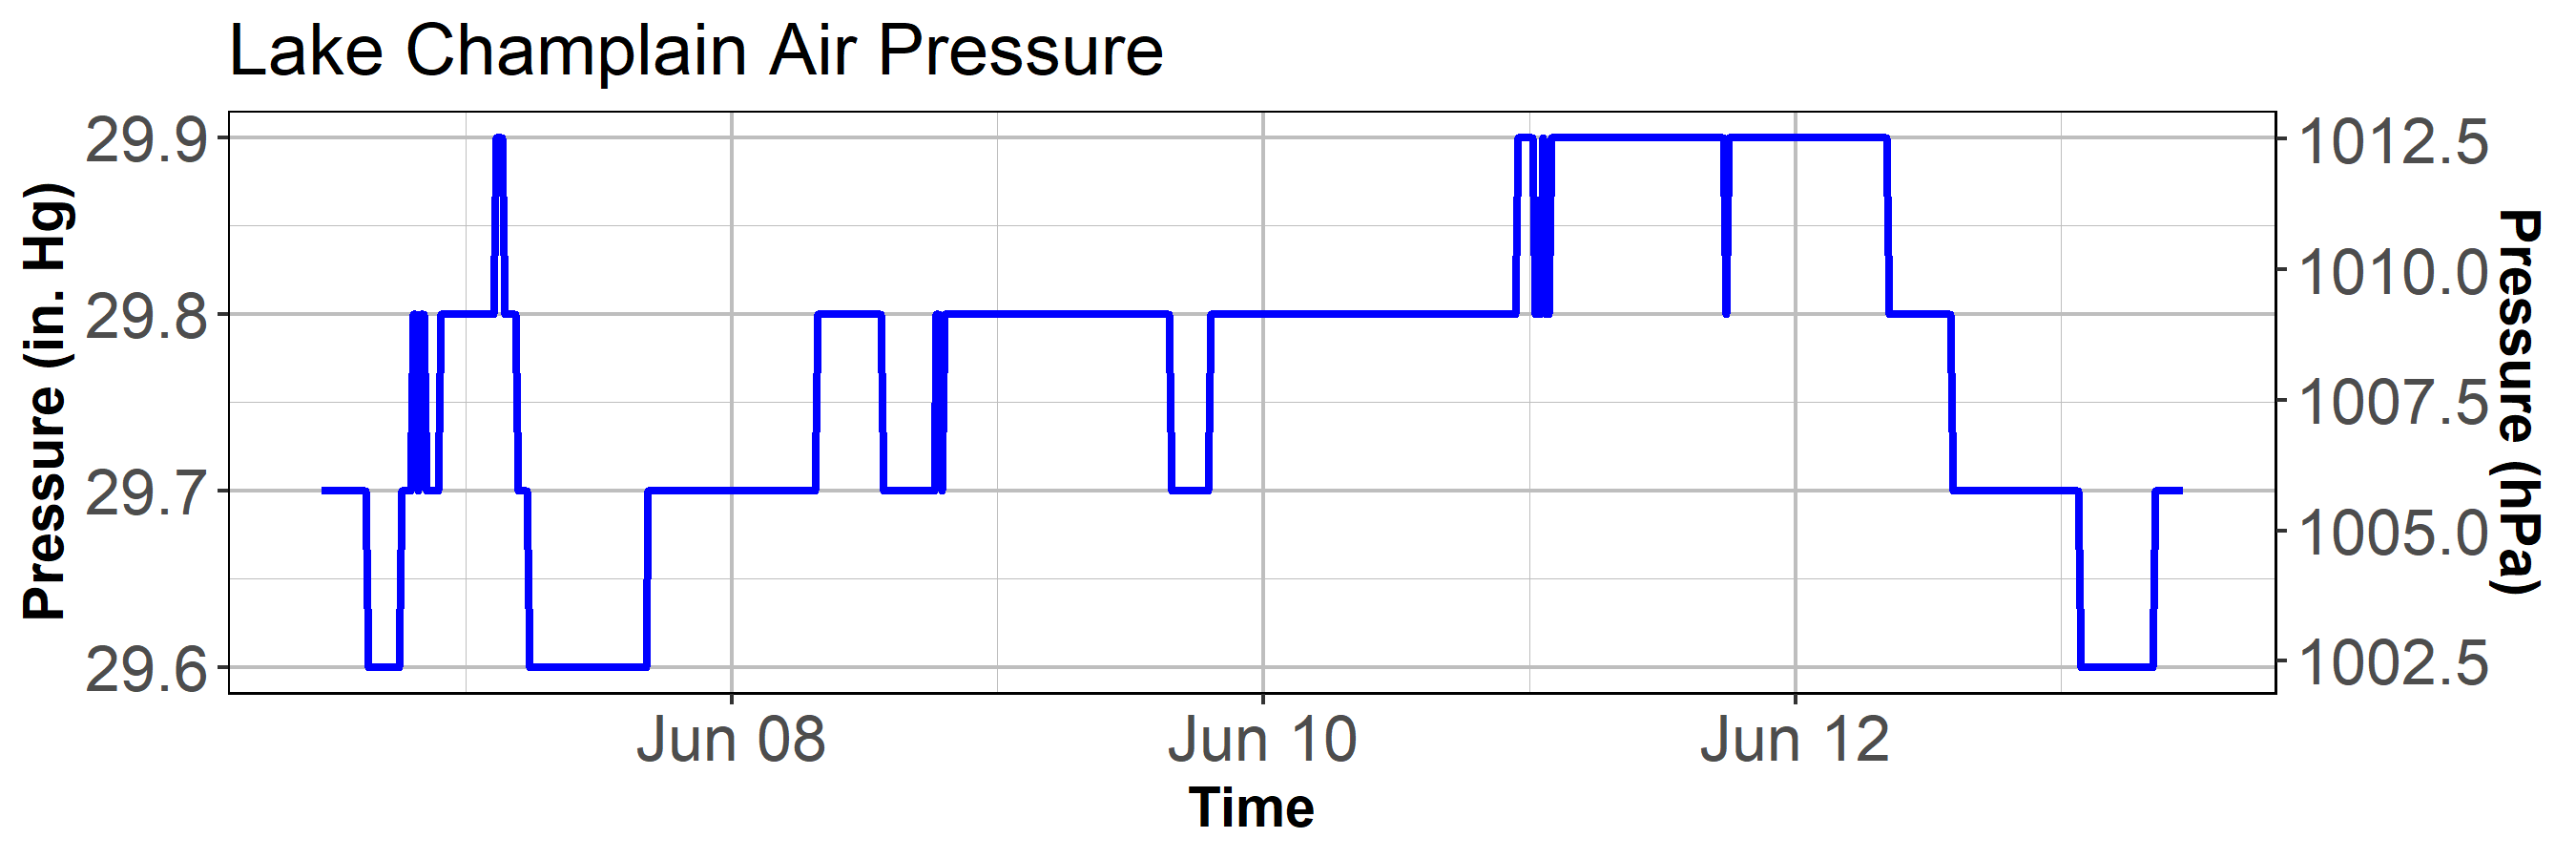 Lake Champlain Air Pressure
Pressure (in. Hg)
29.9
29.8
29.7
29.6
1012.5
1010.0
1007.5
1005.0
1002.5
Pressure (hPa)
Jun 08 Jun 10 Jun 12
Time